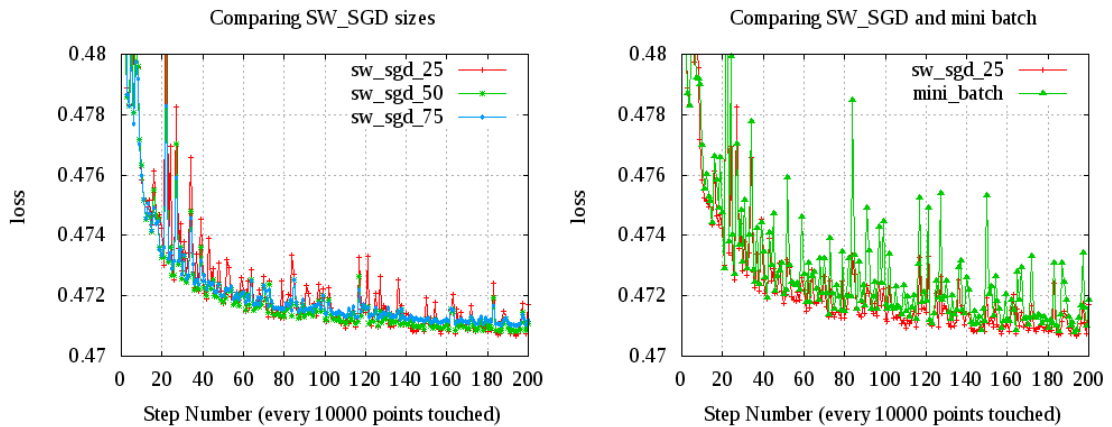 Comparing SW_SGD sizes
loss
0.48
0.478
0.476
0.474
0.472
0.47
sw_sgd_25
sw_sgd_50
sw_sgd_75
0 20 40 60 80 100 120 140 160 180 200
Step Number (every 10000 points touched)
Comparing SW_SGD and mini batch
loss
0.48
0.478
0.476
0.474
0.472
0.47
sw_sgd_25
mini_batch
0 20 40 60 80 100 120 140 160 180 200
Step Number (every 10000 points touched)